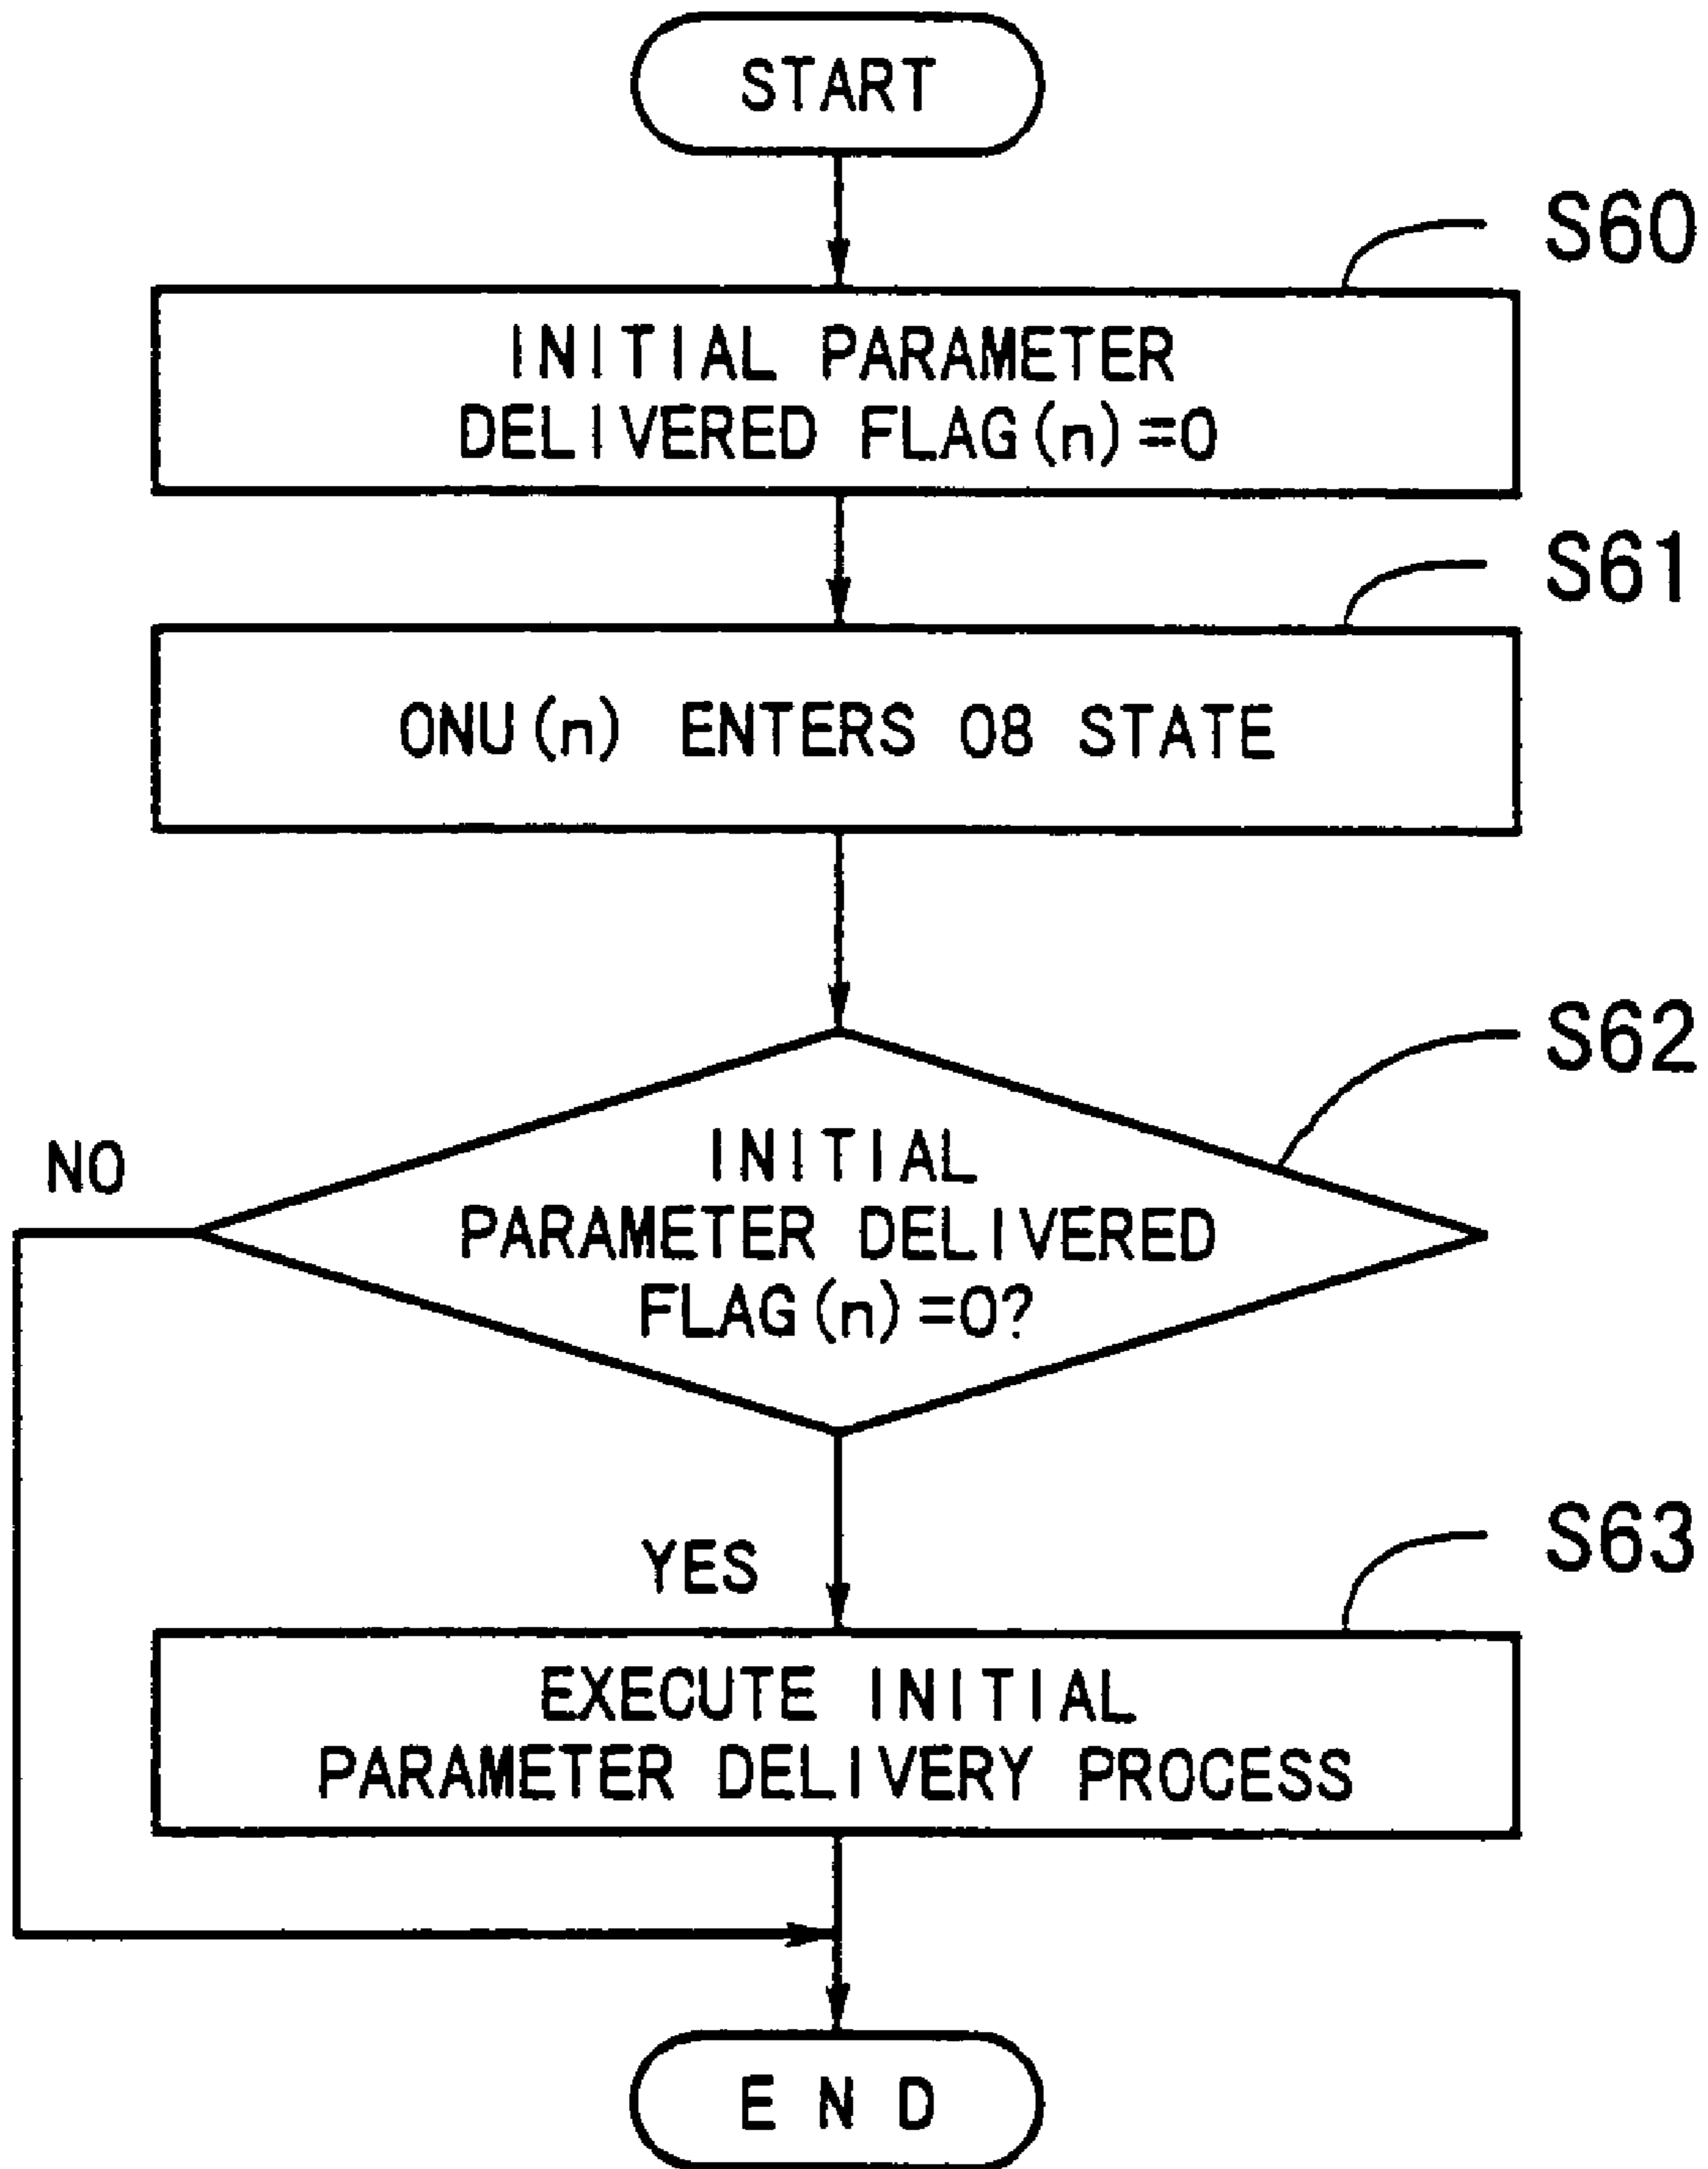 START
S60
INITIAL PARAMETER
DELIVERED FLAG(n)=0
S61
ONU(n) ENTERS O8 STATE
S62
NO
INITIAL
PARAMETER DELIVERED
FLAG(n)=0?
YES
S63
EXECUTE INITIAL
PARAMETER DELIVERY PROCESS
END